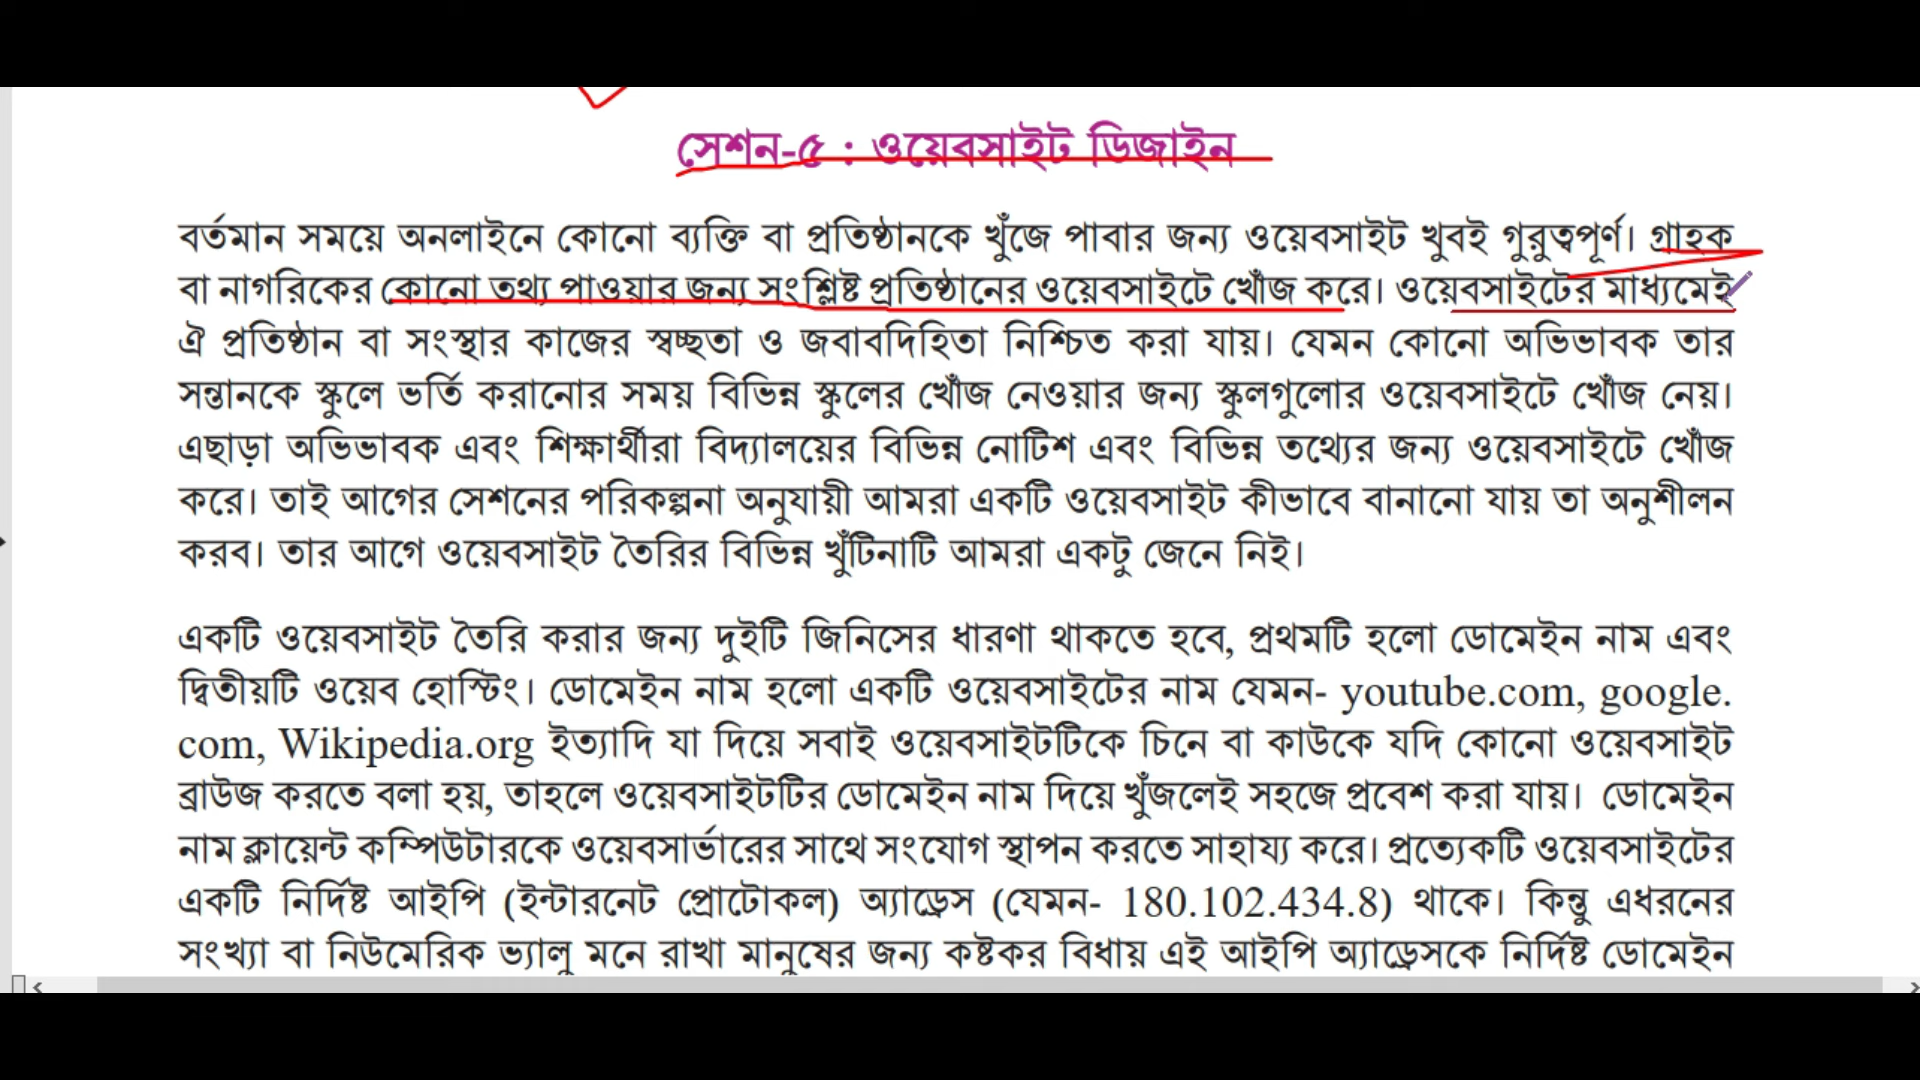 সেশন-৫ : ওয়েবসাইট ডিজাইন
বর্তমান সময়ে অনলাইনে কোনো ব্যক্তি বা প্রতিষ্ঠানকে খুঁজে পাবার জন্য ওয়েবসাইট খুবই গুরুত্বপূর্ণ। গ্রাহক
বা নাগরিকের কোনো তথ্য পাওয়ার জন্য সংশ্লিষ্ট প্রতিষ্ঠানের ওয়েবসাইটে খোঁজ করে। ওয়েবসাইটের মাধ্যমেই
ঐ প্রতিষ্ঠান বা সংস্থার কাজের স্বচ্ছতা ও জবাবদিহিতা নিশ্চিত করা যায়। যেমন কোনো অভিভাবক তার
সন্তানকে স্কুলে ভর্তি করানোর সময় বিভিন্ন স্কুলের খোঁজ নেওয়ার জন্য স্কুলগুলোর ওয়েবসাইটে খোঁজ নেয়।
এছাড়া অভিভাবক এবং শিক্ষার্থীরা বিদ্যালয়ের বিভিন্ন নোটিশ এবং বিভিন্ন তথ্যের জন্য ওয়েবসাইটে খোঁজ
করে। তাই আগের সেশনের পরিকল্পনা অনুযায়ী আমরা একটি ওয়েবসাইট কীভাবে বানানো যায় তা অনুশীলন
করব। তার আগে ওয়েবসাইট তৈরির বিভিন্ন খুঁটিনাটি আমরা একটু জেনে নিই।
একটি ওয়েবসাইট তৈরি করার জন্য দুইটি জিনিসের ধারণা থাকতে হবে, প্রথমটি হলো ডোমেইন নাম এবং
দ্বিতীয়টি ওয়েব হোস্টিং। ডোমেইন নাম হলো একটি ওয়েবসাইটের নাম যেমন- youtube.com, google.
com, Wikipedia.org ইত্যাদি যা দিয়ে সবাই ওয়েবসাইটটিকে চিনে বা কাউকে যদি কোনো ওয়েবসাইট
ব্রাউজ করতে বলা হয়, তাহলে ওয়েবসাইটটির ডোমেইন নাম দিয়ে খুঁজলেই সহজে প্রবেশ করা যায়। ডোমেইন
নাম ক্লায়েন্ট কম্পিউটারকে ওয়েবসার্ভারের সাথে সংযোগ স্থাপন করতে সাহায্য করে। প্রত্যেকটি ওয়েবসাইটের
একটি নির্দিষ্ট আইপি (ইন্টারনেট প্রোটোকল) অ্যাড্রেস (যেমন- 180.102.434.8) থাকে। কিন্তু এধরনের
সংখ্যা বা নিউমেরিক ভ্যালু মনে রাখা মানুষের জন্য কষ্টকর বিধায় এই আইপি অ্যাড্রেসকে নির্দিষ্ট ডোমেইন